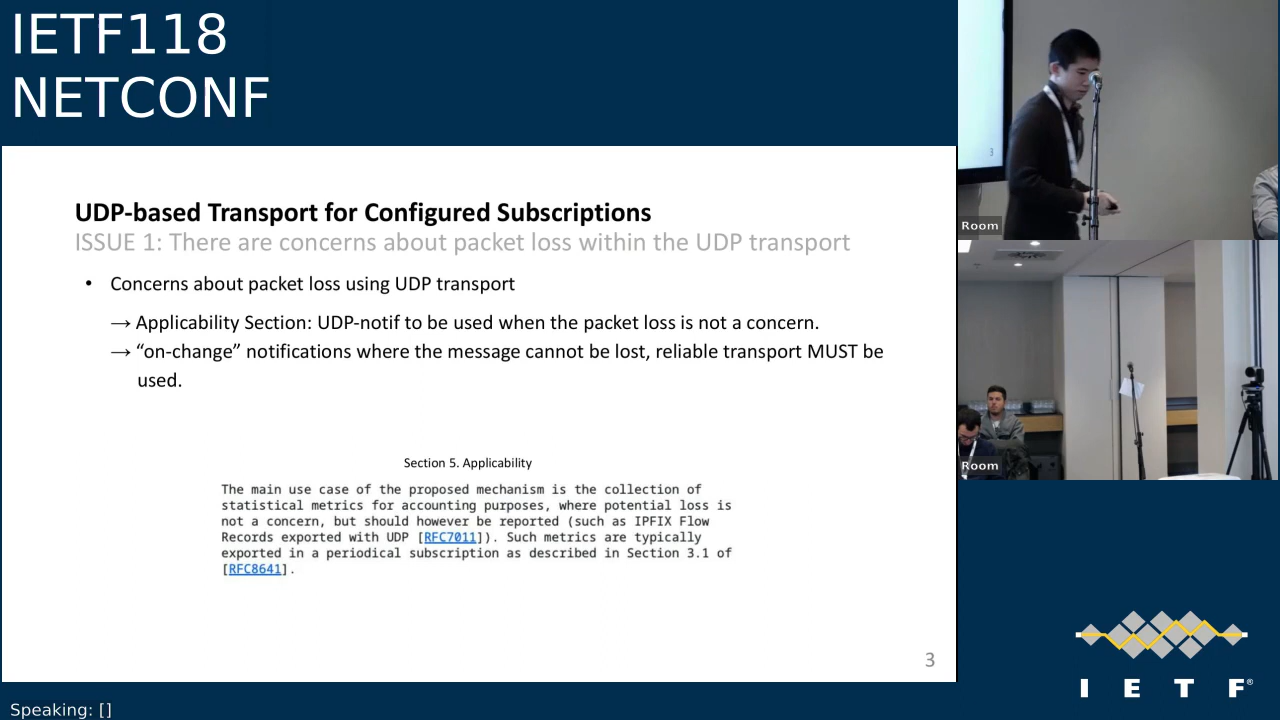 IETF118
NETCONF
UDP-based Transport for Configured Subscriptions
ISSUE 1: There are concerns about packet loss within the UDP transport
• Concerns about packet loss using UDP transport
→ Applicability Section: UDP-notif to be used when the packet loss is not a concern.
→ “on-change” notifications where the message cannot be lost, reliable transport MUST be
used.
Section 5. Applicability
The main use case of the proposed mechanism is the collection of
statistical metrics for accounting purposes, where potential loss is
not a concern, but should however be reported (such as IPFIX Flow
Records exported with UDP [RFC7011]). Such metrics are typically
exported in a periodical subscription as described in Section 3.1 of
[RFC8641].
3
3
Room
Room
I E T F®
Speaking: []